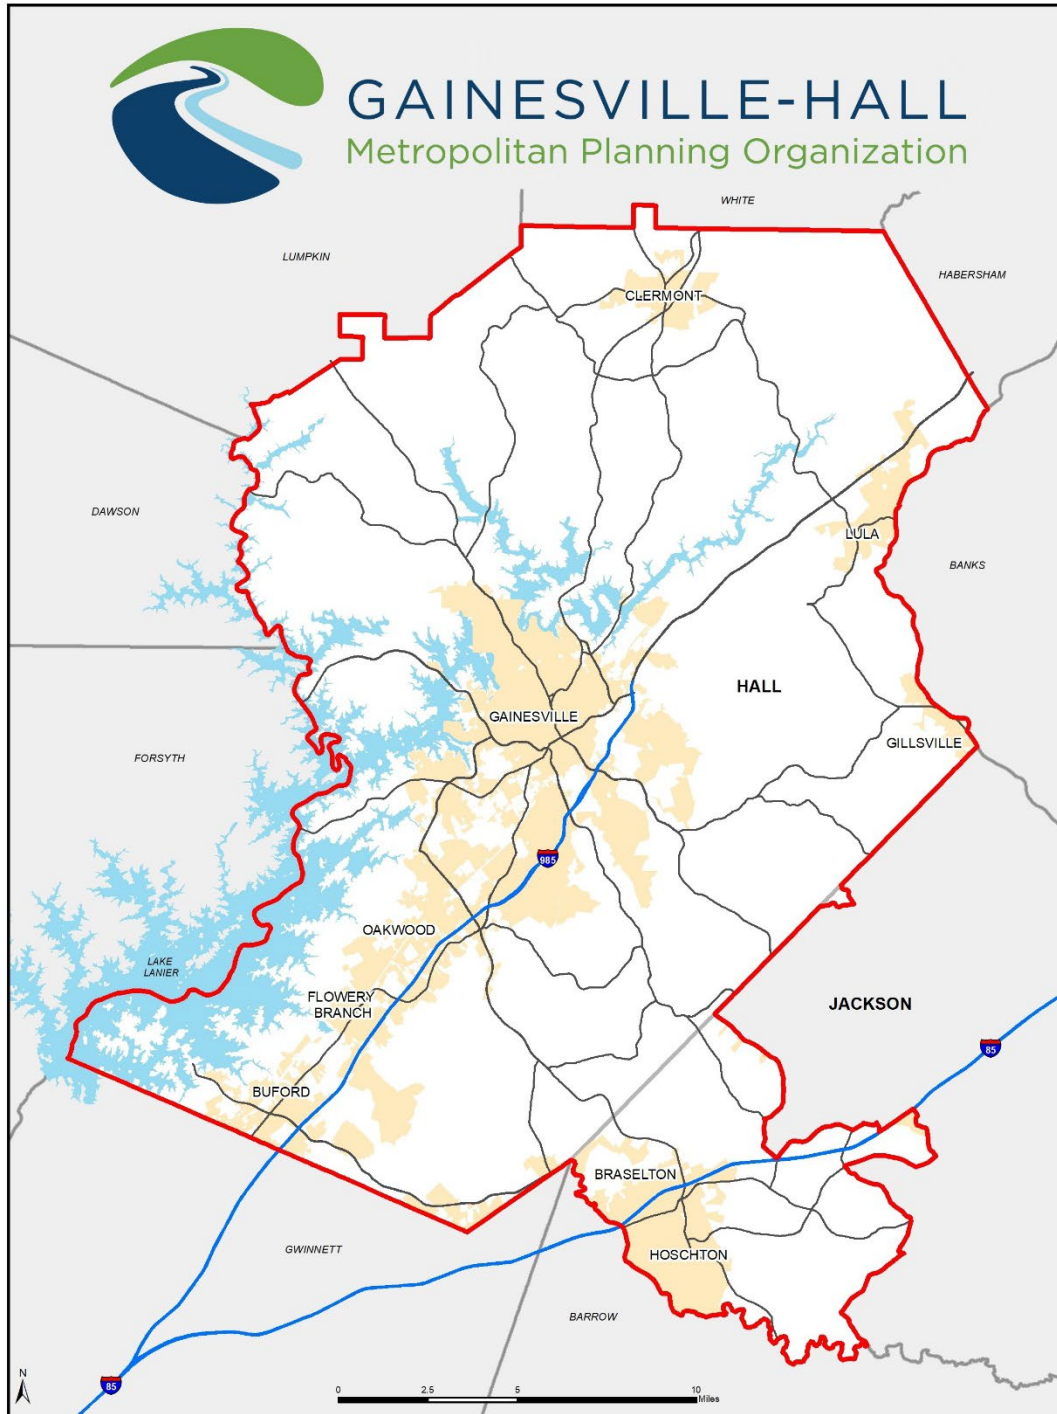 GAINESVILLE-HALL
Metropolitan Planning Organization
WHITE
LUMPKIN
HABERSHAM
CLERMONT
DAWSON
LULA
BANKS
HALL
GAINESVILLE
GILLSVILLE
FORSYTH
985
OAKWOOD
LAKE
LANIER
FLOWERY
BRANCH
JACKSON
85
BUFORD
BRASELTON
GWINNETT
HOSCHTON
BARROW
85
N
0 2.5 5 10
Miles